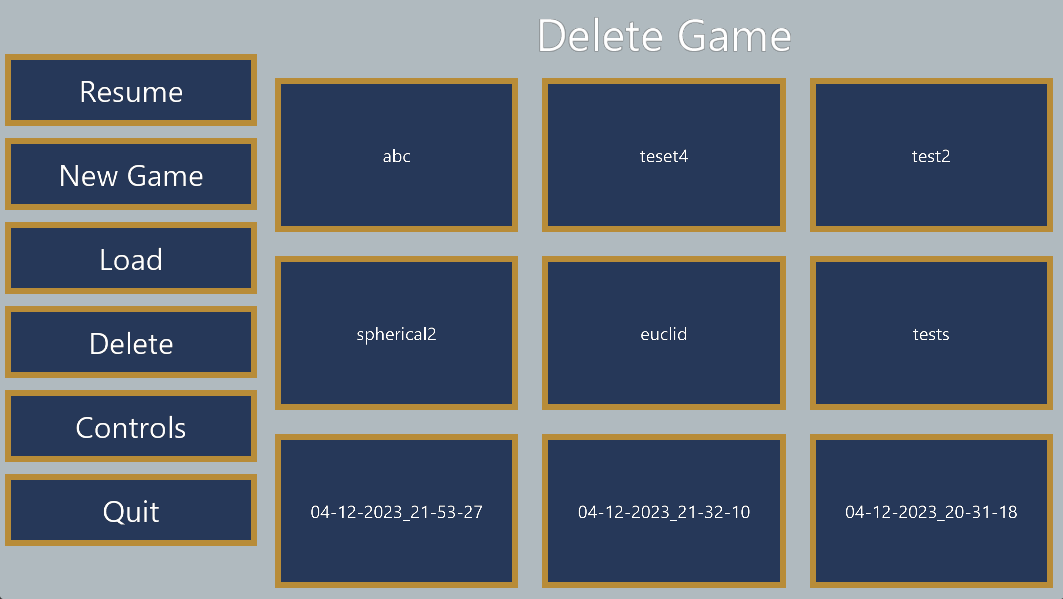 Delete Game
Resume
New Game
Load
Delete
Controls
Quit
abc
teset4
test2
spherical2
euclid
tests
04-12-2023_21-53-27
04-12-2023_21-32-10
04-12-2023_20-31-18